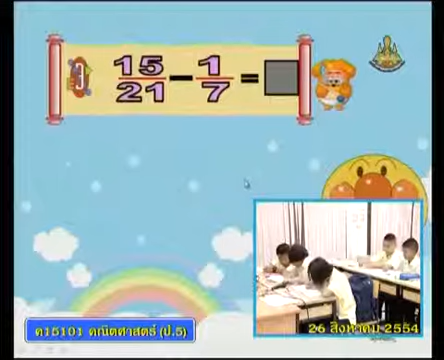 15/21 - 1/7 =
ค15101 คณิตศาสตร์ (ป.5)
26 สิงหาคม 2554